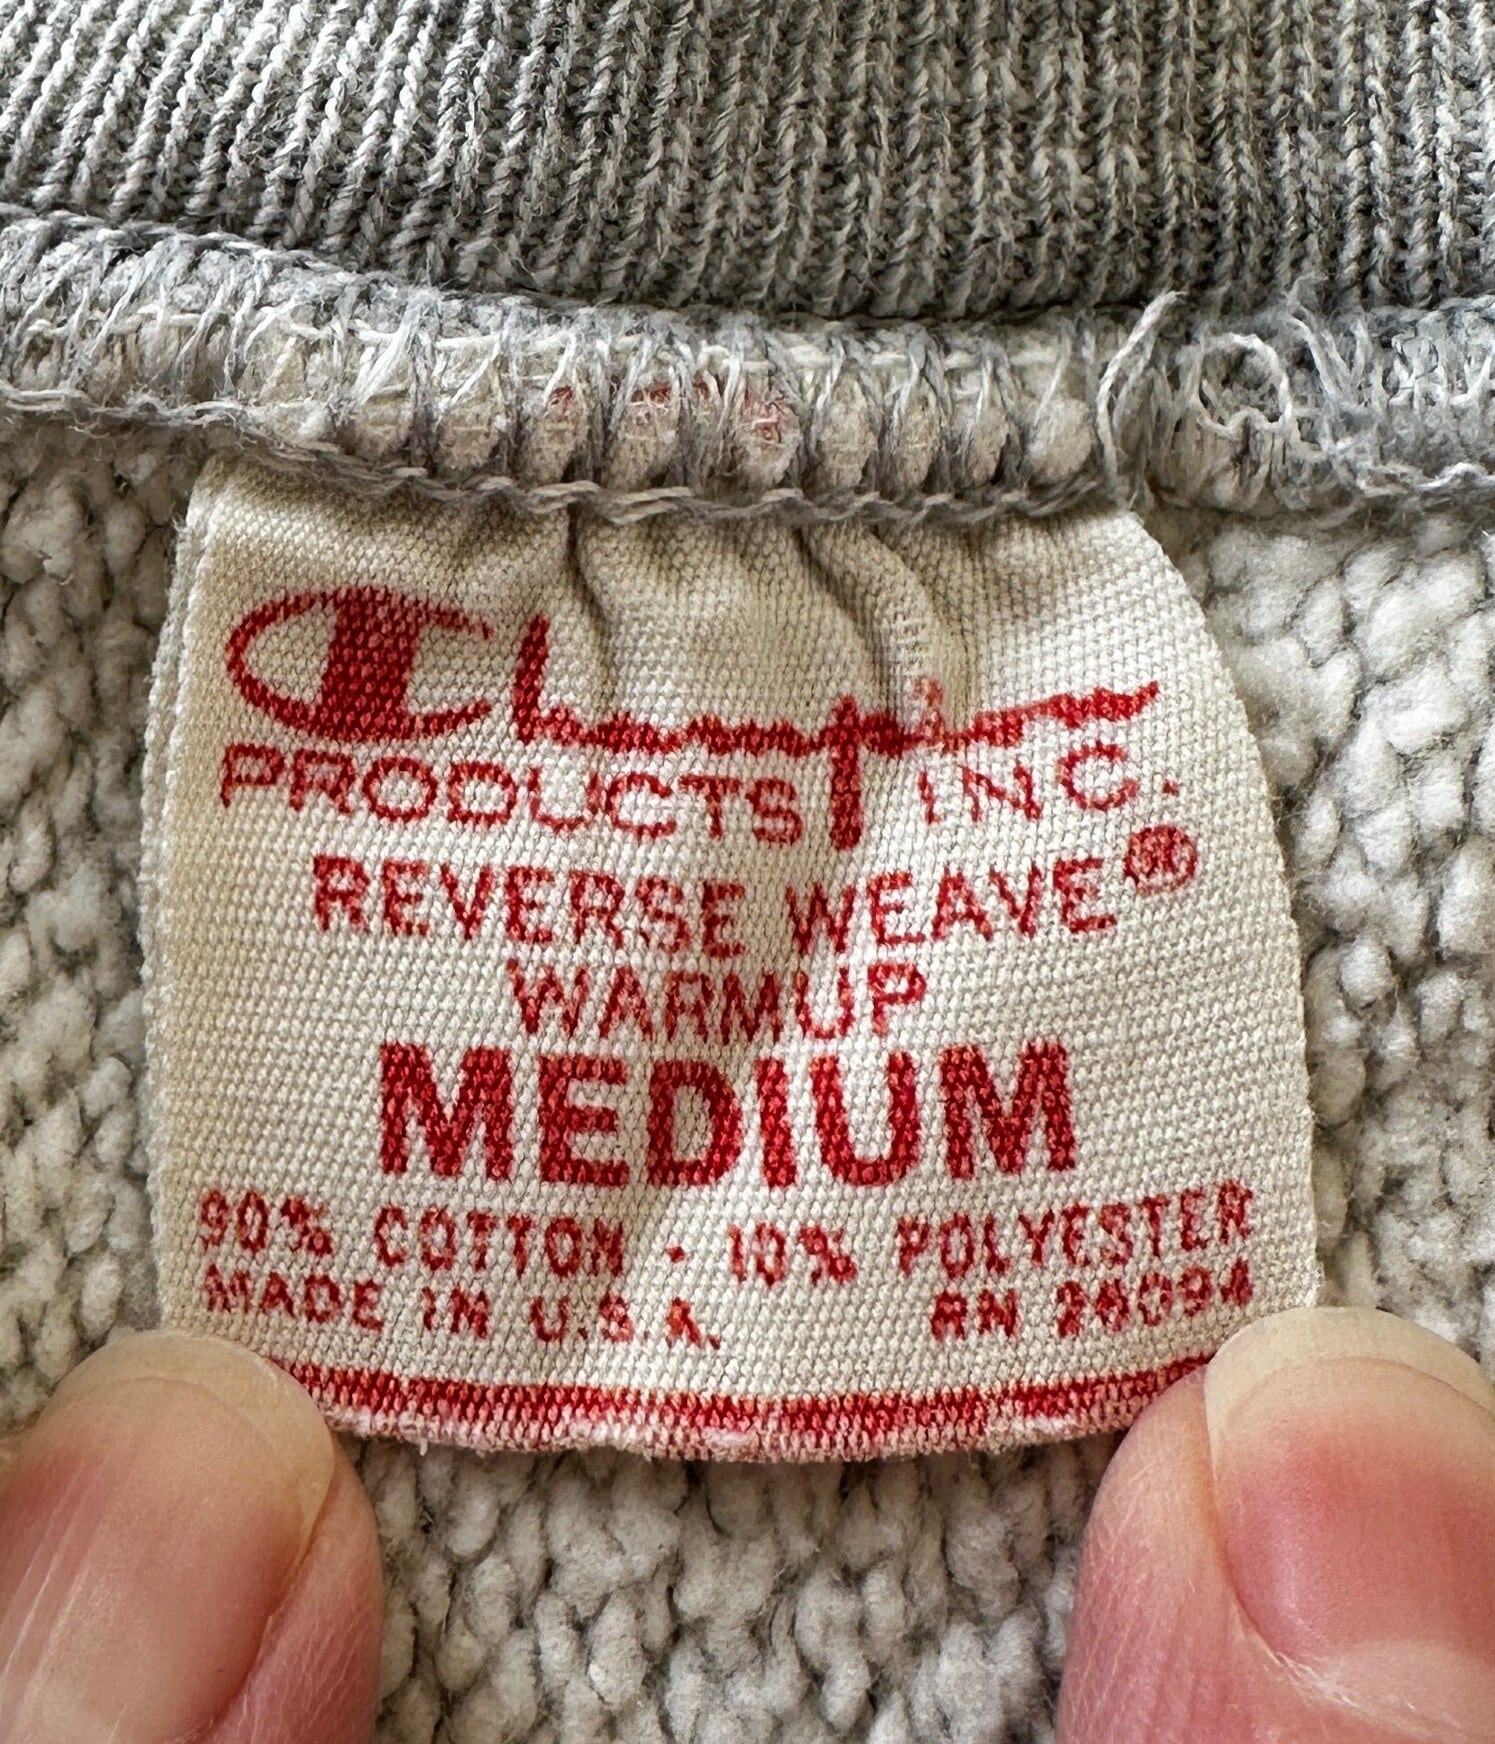 Champion
PRODUCTS INC.
REVERSE WEAVE®
WARMUP
MEDIUM
90% COTTON · 10% POLYESTER
MADE IN U.S.A. RN 26094